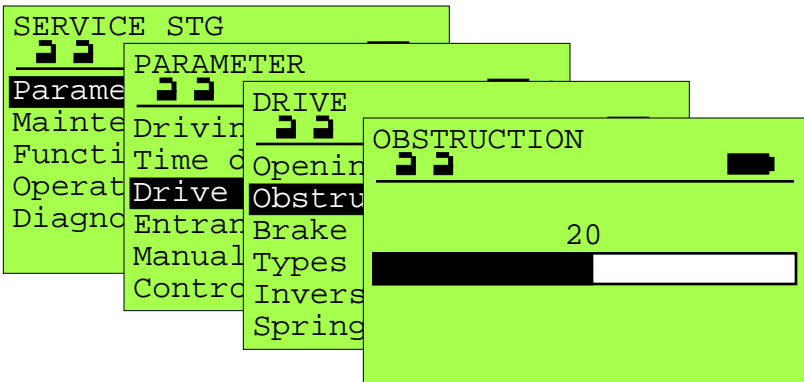 SERVICE STG
Parame
Mainte
Functi
Operat
Diagno
PARAMETER
Drivin
Time d
Drive
Entran
Manual
Contro
DRIVE
Openin
Obstru
Brake
Types
Invers
Spring
OBSTRUCTION
20